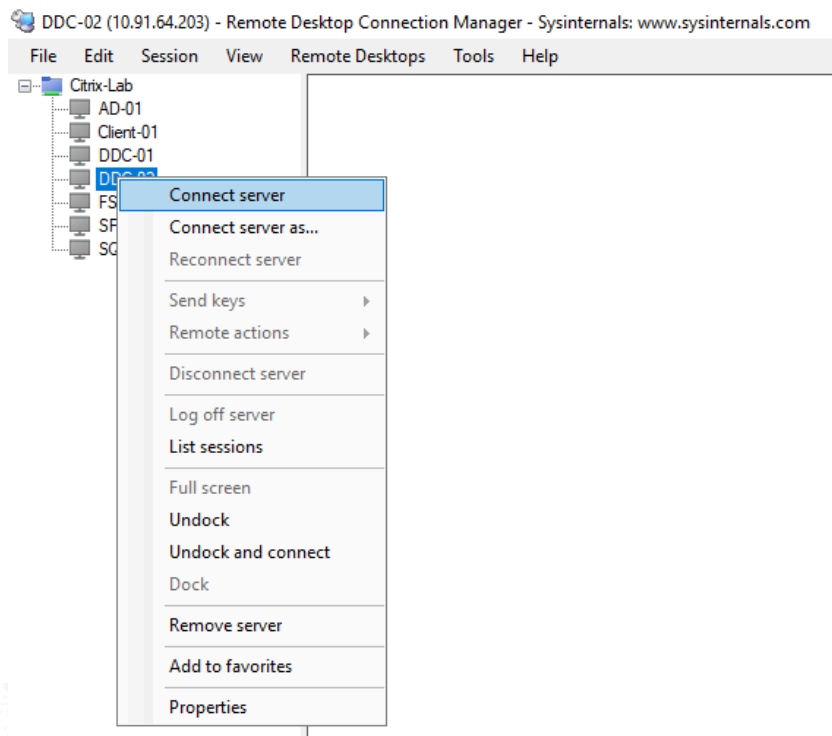 DDC-02 (10.91.64.203) - Remote Desktop Connection Manager - Sysinternals: www.sysinternals.com
File Edit Session View Remote Desktops Tools Help
Citrix-Lab
AD-01
Client-01
DDC-01
Connect server
Connect server as...
Reconnect server
Send keys
Remote actions
Disconnect server
Log off server
List sessions
Full screen
Undock
Undock and connect
Dock
Remove server
Add to favorites
Properties